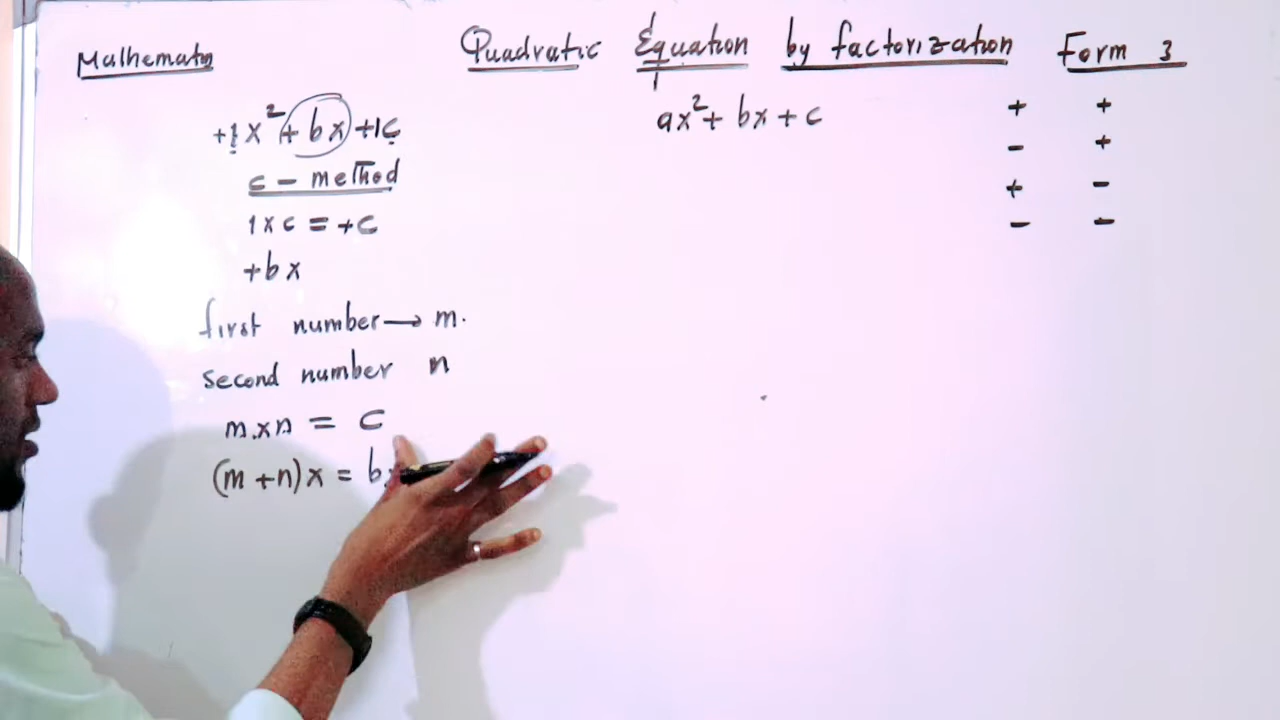 Mathematics
Quadratic Equation by factorization Form 3
+1x² + bx + 1c
c - method
1 x c = +c
+bx
first number → m.
second number n
m x n = c
(m + n)x = bx
ax² + bx + c
+ +
- +
+ -
- -